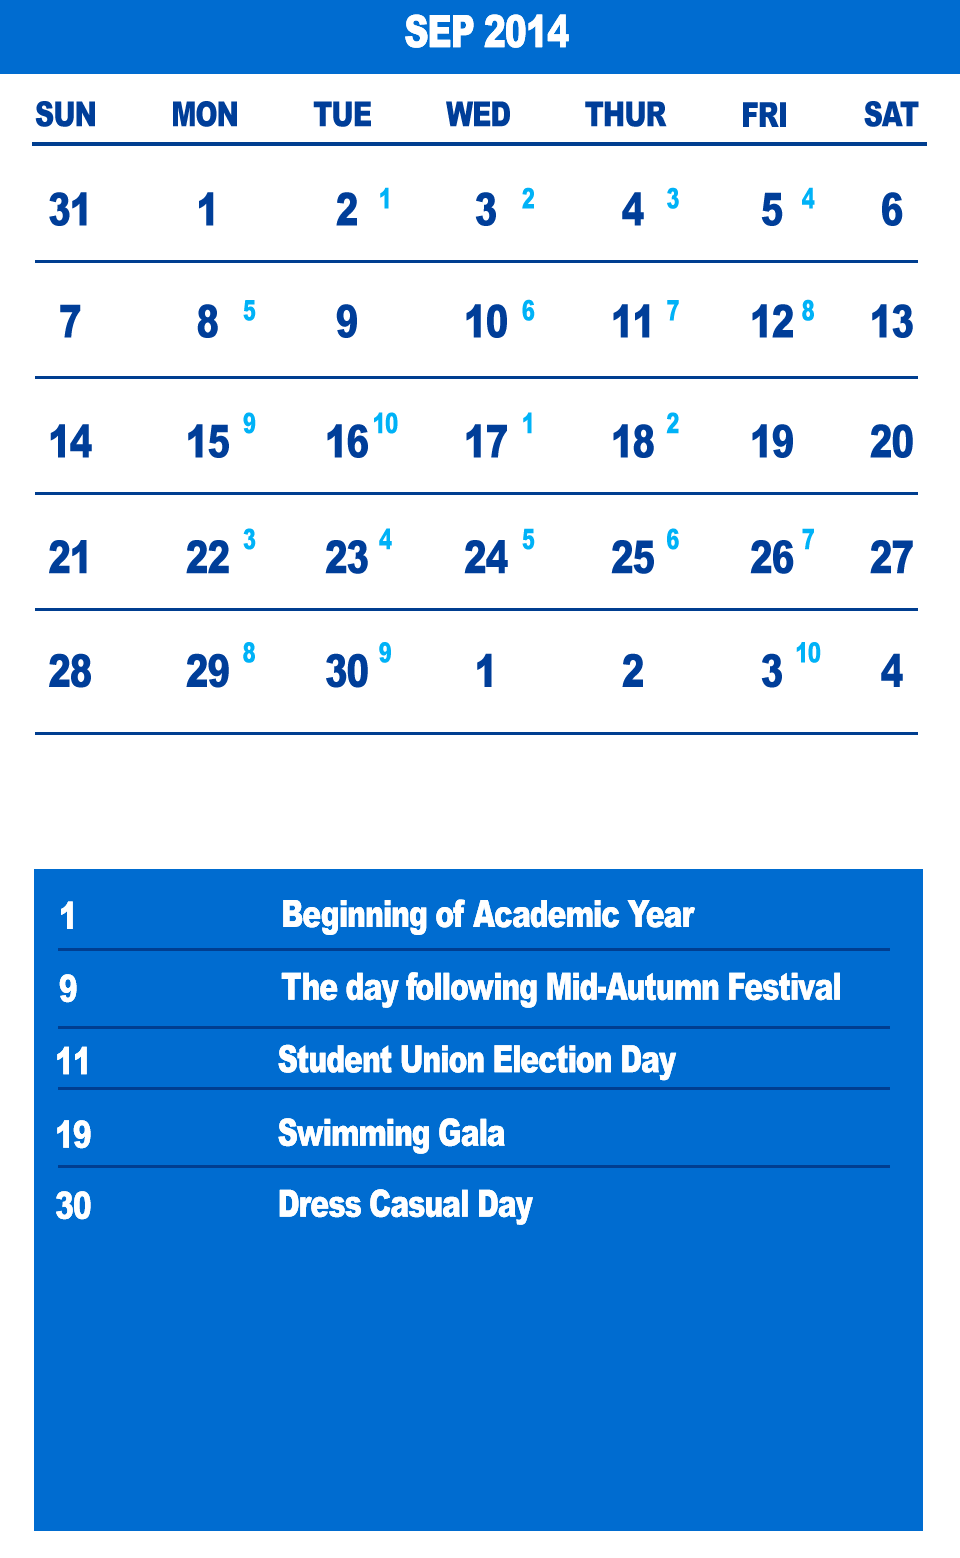 SEP 2014
SUN MON TUE WED THUR FRI SAT
31 1 2 1 3 2 4 3 5 4 6
7 8 5 9 10 6 11 7 12 8 13
14 15 9 16 10 17 1 18 2 19 20
21 22 3 23 4 24 5 25 6 26 7 27
28 29 8 30 9 1 2 3 10 4
1 Beginning of Academic Year
9 The day following Mid-Autumn Festival
11 Student Union Election Day
19 Swimming Gala
30 Dress Casual Day